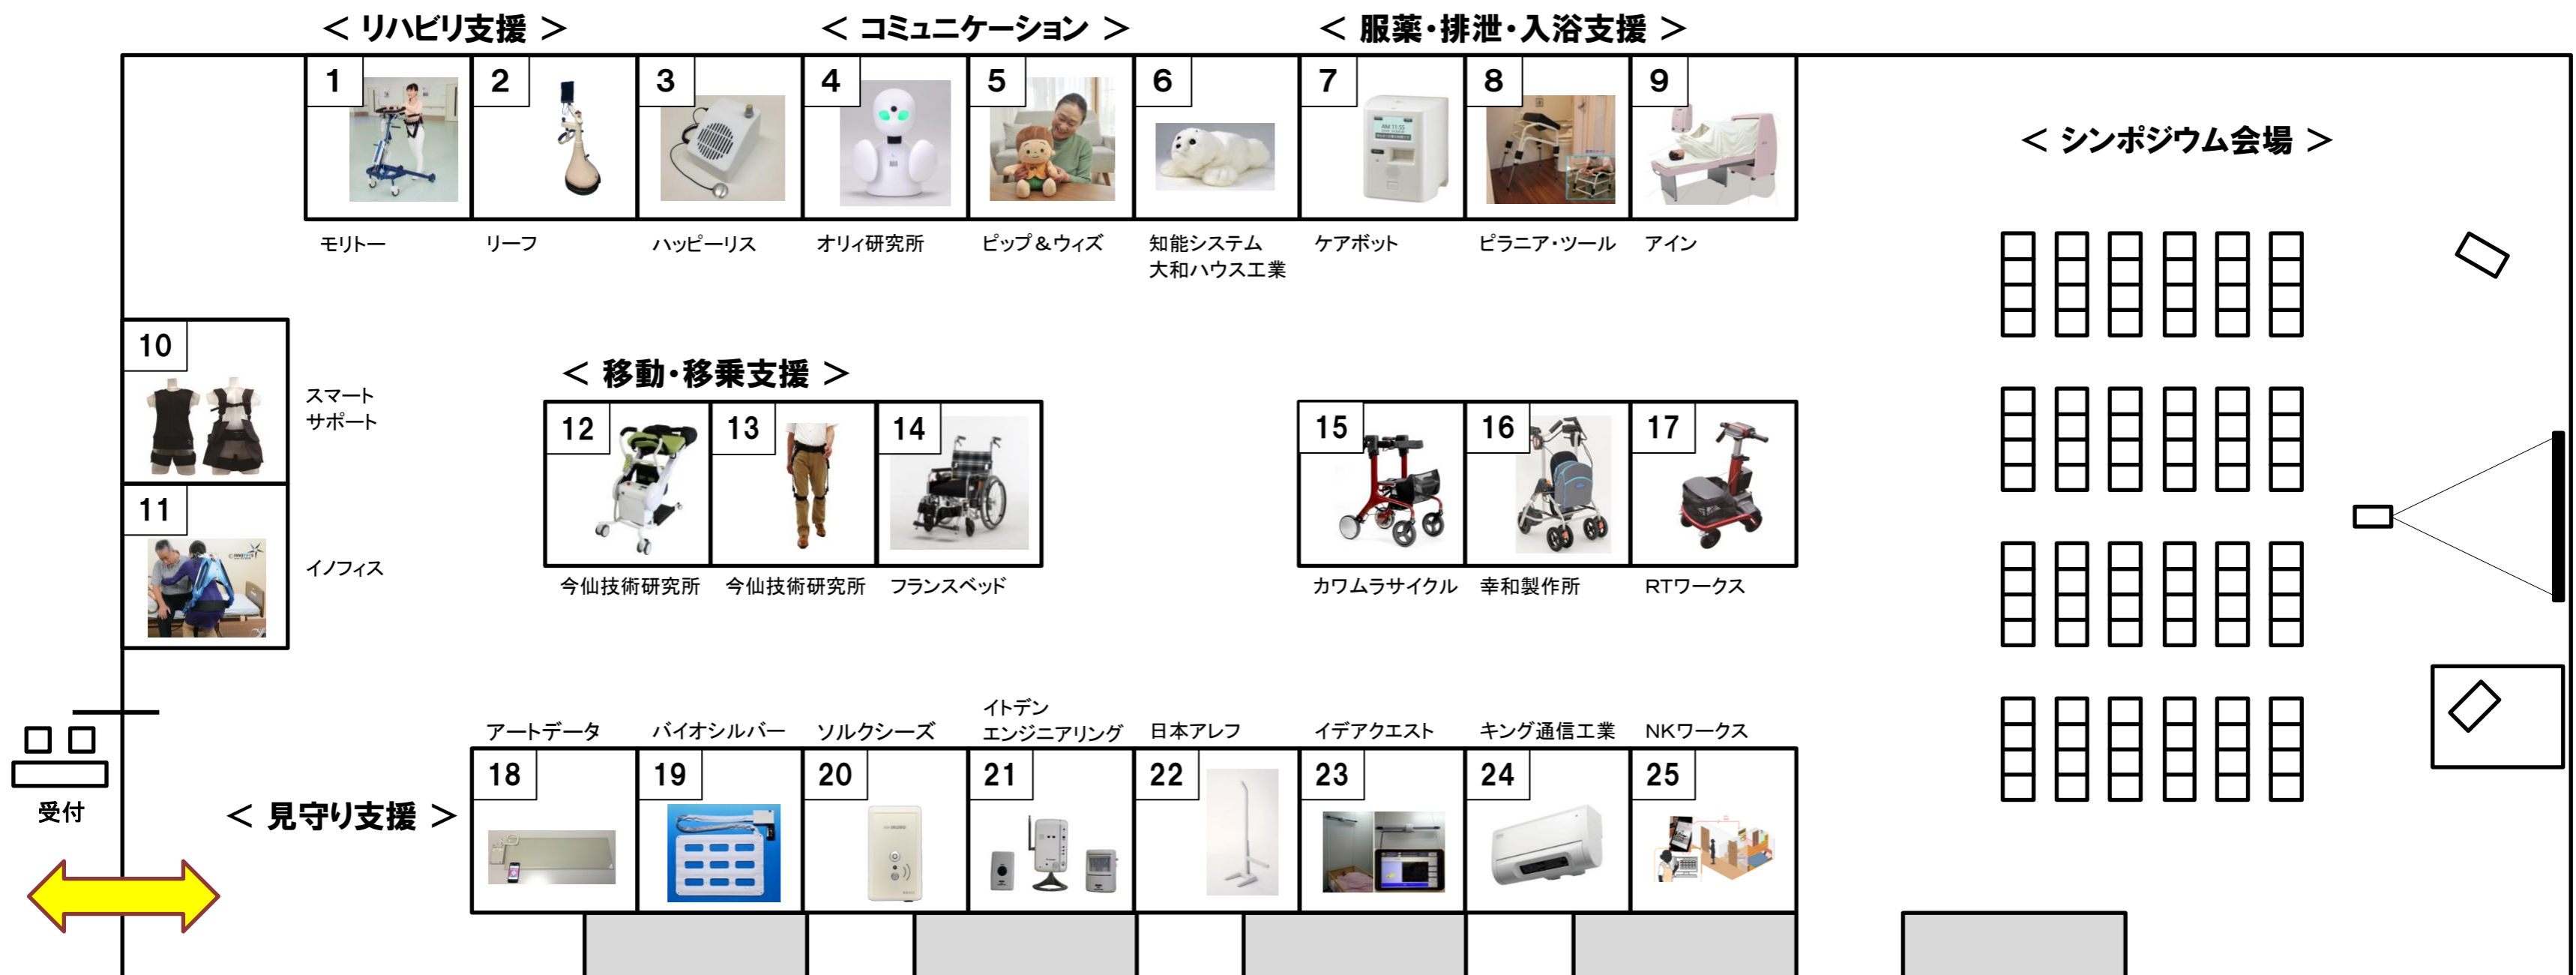 ＜ リハビリ支援 ＞
＜ コミュニケーション ＞
＜ 服薬・排泄・入浴支援 ＞
1
2
3
4
5
6
7
8
9
モリトー
リーフ
ハッピーリス
オリィ研究所
ピップ＆ウィズ
知能システム
大和ハウス工業
ケアボット
ピラニア・ツール
アイン
＜ シンポジウム会場 ＞
10
スマート
サポート
11
イノフィス
＜ 移動・移乗支援 ＞
12
13
14
15
16
17
今仙技術研究所
今仙技術研究所
フランスベッド
カワムラサイクル
幸和製作所
RTワークス
受付
＜ 見守り支援 ＞
アートデータ
バイオシルバー
ソルクシーズ
イトデン
エンジニアリング
日本アレフ
イデアクエスト
キング通信工業
NKワークス
18
19
20
21
22
23
24
25